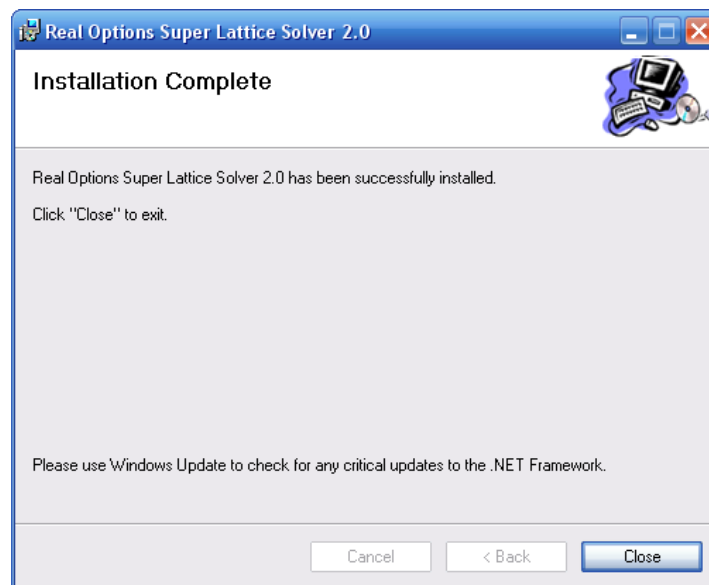 Real Options Super Lattice Solver 2.0
Installation Complete
Real Options Super Lattice Solver 2.0 has been successfully installed.
Click "Close" to exit.
Please use Windows Update to check for any critical updates to the .NET Framework.
Cancel
< Back
Close